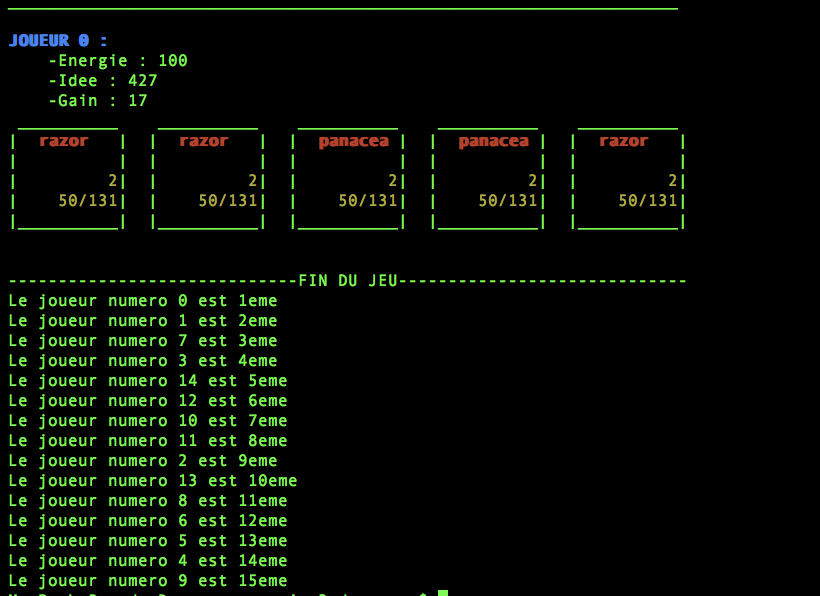 JOUEUR 0 :
-Energie : 100
-Idee : 427
-Gain : 17
razor razor panacea panacea razor
2 2 2 2 2
50/131 50/131 50/131 50/131 50/131
-----------------------------FIN DU JEU-----------------------------
Le joueur numero 0 est 1eme
Le joueur numero 1 est 2eme
Le joueur numero 7 est 3eme
Le joueur numero 3 est 4eme
Le joueur numero 14 est 5eme
Le joueur numero 12 est 6eme
Le joueur numero 10 est 7eme
Le joueur numero 11 est 8eme
Le joueur numero 2 est 9eme
Le joueur numero 13 est 10eme
Le joueur numero 8 est 11eme
Le joueur numero 6 est 12eme
Le joueur numero 5 est 13eme
Le joueur numero 4 est 14eme
Le joueur numero 9 est 15eme